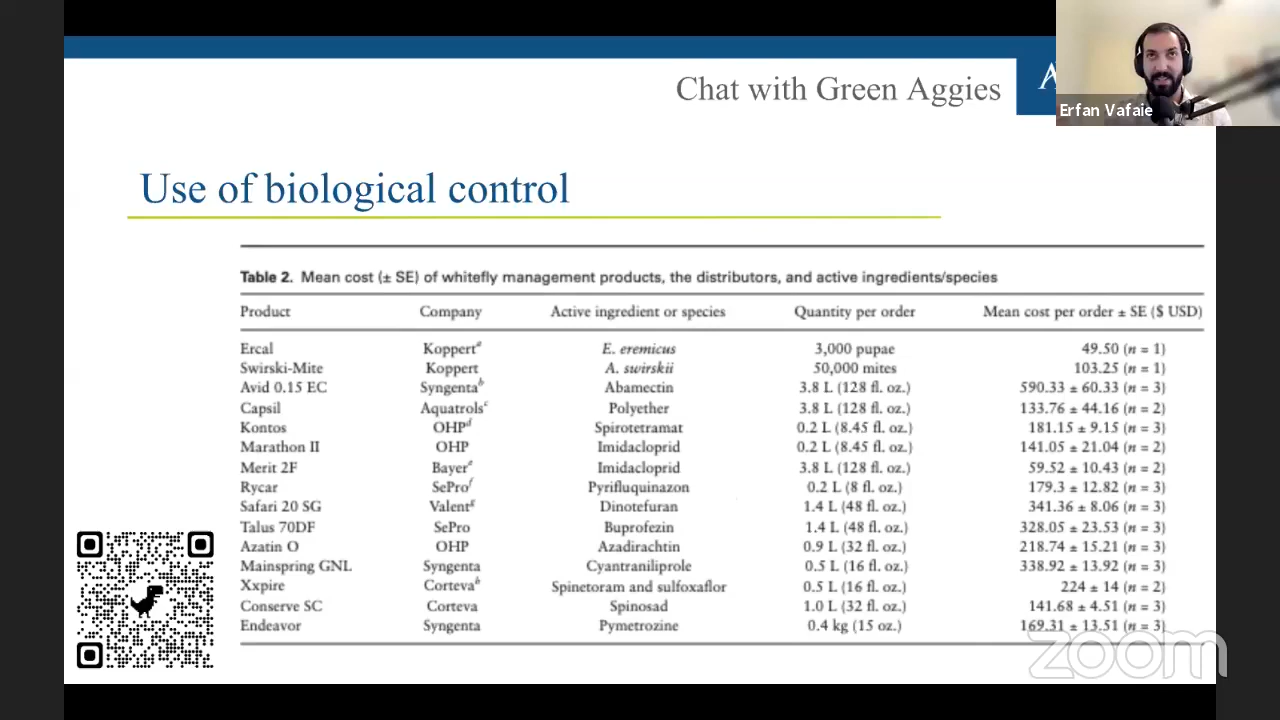 Chat with Green Aggies
A
Erfan Vafaie
Use of biological control
Table 2. Mean cost (± SE) of whitefly management products, the distributors, and active ingredients/species
Product Company Active ingredient or species Quantity per order Mean cost per order ± SE ($ USD)
Ercal Koppertᵃ E. eremicus 3,000 pupae 49.50 (n = 1)
Swirski-Mite Koppert A. swirskii 50,000 mites 103.25 (n = 1)
Avid 0.15 EC Syngentaᵇ Abamectin 3.8 L (128 fl. oz.) 590.33 ± 60.33 (n = 3)
Capsil Aquatrolsᶜ Polyether 3.8 L (128 fl. oz.) 133.76 ± 44.16 (n = 2)
Kontos OHPᵈ Spirotetramat 0.2 L (8.45 fl. oz.) 181.15 ± 9.15 (n = 3)
Marathon II OHP Imidacloprid 0.2 L (8.45 fl. oz.) 141.05 ± 21.04 (n = 2)
Merit 2F Bayerᵉ Imidacloprid 3.8 L (128 fl. oz.) 59.52 ± 10.43 (n = 2)
Rycar SeProᶠ Pyrifluquinazon 0.2 L (8 fl. oz.) 179.3 ± 12.82 (n = 3)
Safari 20 SG Valentᵍ Dinotefuran 1.4 L (48 fl. oz.) 341.36 ± 8.06 (n = 3)
Talus 70DF SePro Buprofezin 1.4 L (48 fl. oz.) 328.05 ± 23.53 (n = 3)
Azatin O OHP Azadirachtin 0.9 L (32 fl. oz.) 218.74 ± 15.21 (n = 3)
Mainspring GNL Syngenta Cyantraniliprole 0.5 L (16 fl. oz.) 338.92 ± 13.92 (n = 3)
Xxpire Cortevaʰ Spinetoram and sulfoxaflor 0.5 L (16 fl. oz.) 224 ± 14 (n = 2)
Conserve SC Corteva Spinosad 1.0 L (32 fl. oz.) 141.68 ± 4.51 (n = 3)
Endeavor Syngenta Pymetrozine 0.4 kg (15 oz.) 169.31 ± 13.51 (n = 3)
zoom